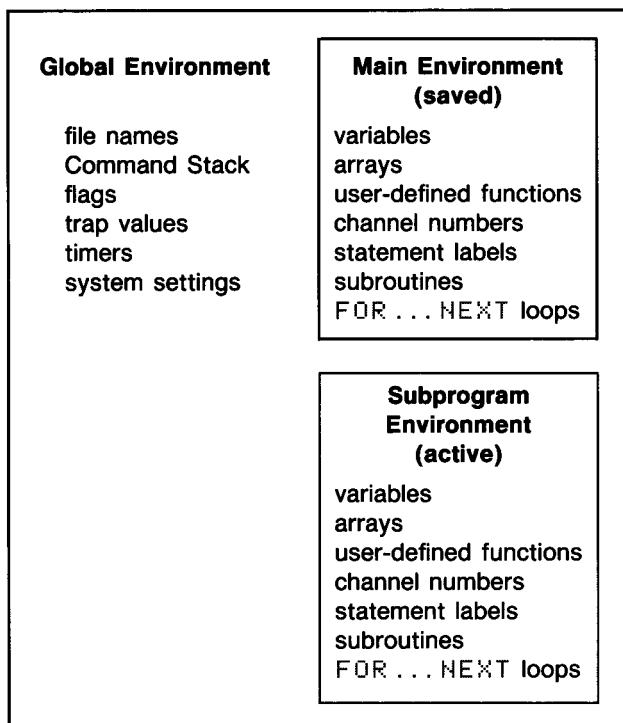 Global Environment
file names
Command Stack
flags
trap values
timers
system settings
Main Environment
(saved)
variables
arrays
user-defined functions
channel numbers
statement labels
subroutines
FOR ... NEXT loops
Subprogram
Environment
(active)
variables
arrays
user-defined functions
channel numbers
statement labels
subroutines
FOR ... NEXT loops